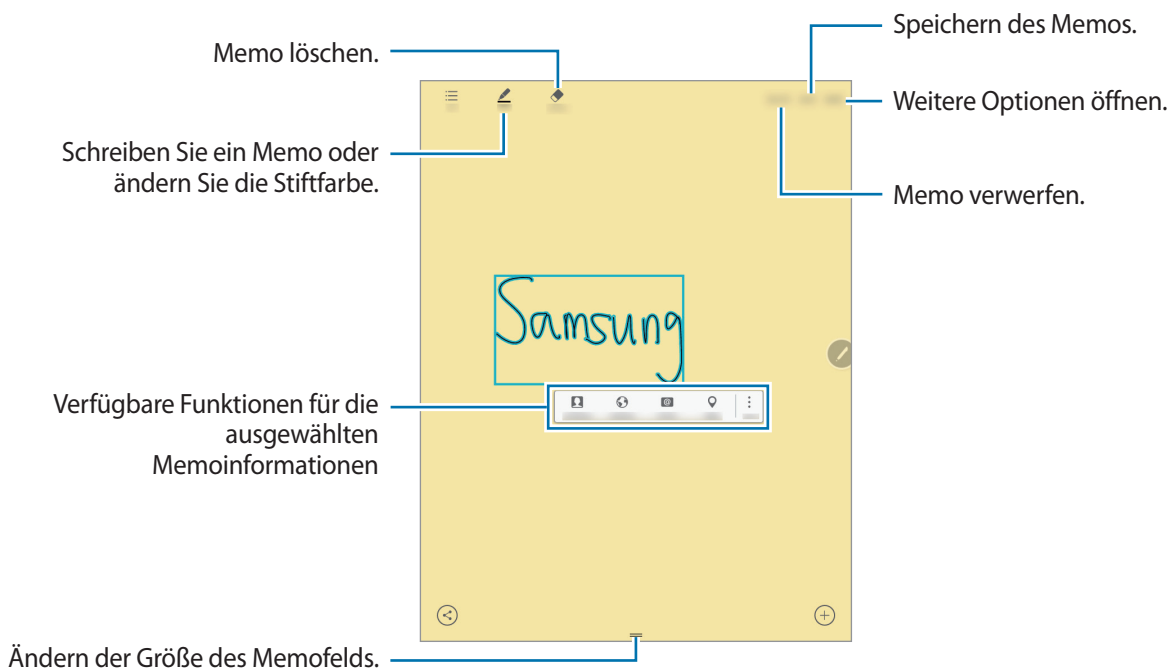 Speichern des Memos.
Memo löschen.
Weitere Optionen öffnen.
Schreiben Sie ein Memo oder
ändern Sie die Stiftfarbe.
Memo verwerfen.
Samsung
Verfügbare Funktionen für die
ausgewählten
Memoinformationen
Ändern der Größe des Memofelds.